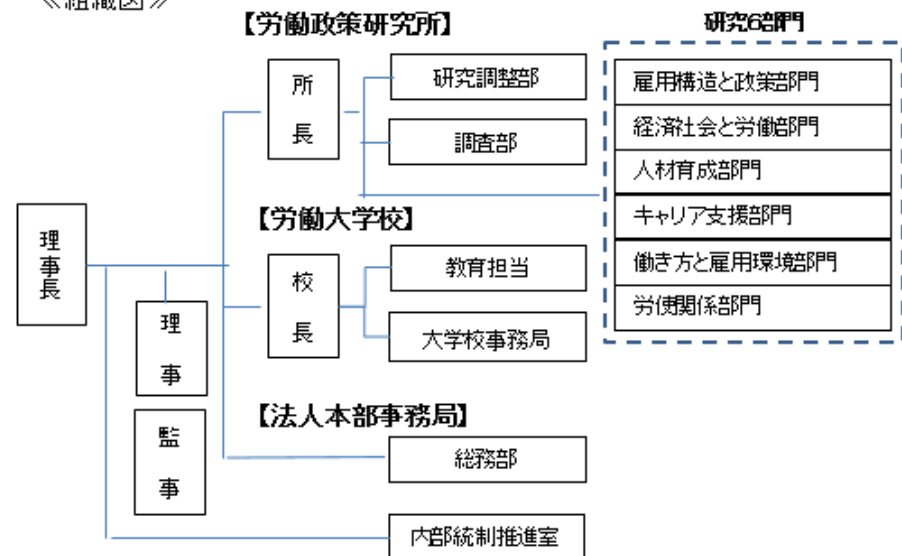 ≪組織図≫
【労働政策研究所】
研究6部門
所長
研究調整部
調査部
雇用構造と政策部門
経済社会と労働部門
人材育成部門
キャリア支援部門
働き方と雇用環境部門
労使関係部門
理事長
【労働大学校】
校長
教育担当
大学校事務局
理事
監事
【法人本部事務局】
総務部
内部統制推進室